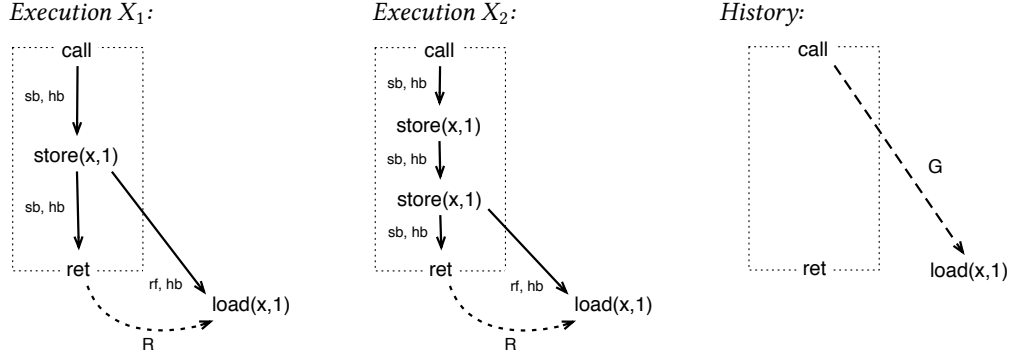 Execution X₁:
call
sb, hb
store(x,1)
sb, hb
ret
rf, hb
load(x,1)
R
Execution X₂:
call
sb, hb
store(x,1)
sb, hb
store(x,1)
sb, hb
ret
rf, hb
load(x,1)
R
History:
call
G
ret
load(x,1)